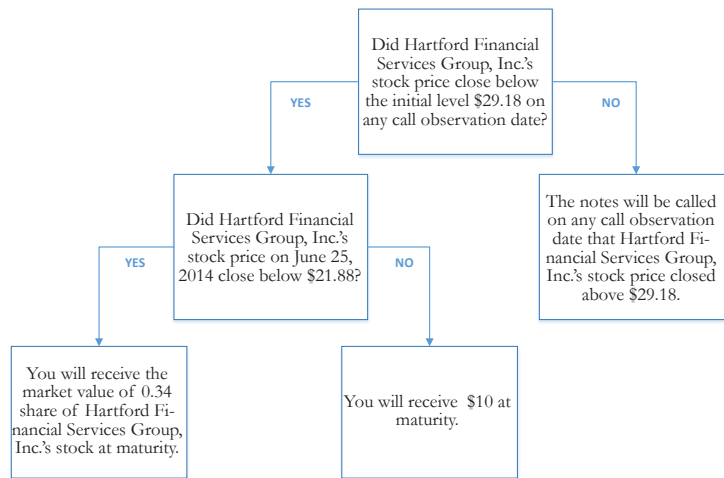 Did Hartford Financial
Services Group, Inc.'s
stock price close below
the initial level $29.18 on
any call observation date?
YES
NO
Did Hartford Financial
Services Group, Inc.'s
stock price on June 25,
2014 close below $21.88?
The notes will be called
on any call observation
date that Hartford Fi-
nancial Services Group,
Inc.'s stock price closed
above $29.18.
YES
NO
You will receive the
market value of 0.34
share of Hartford Fi-
nancial Services Group,
Inc.'s stock at maturity.
You will receive $10 at
maturity.